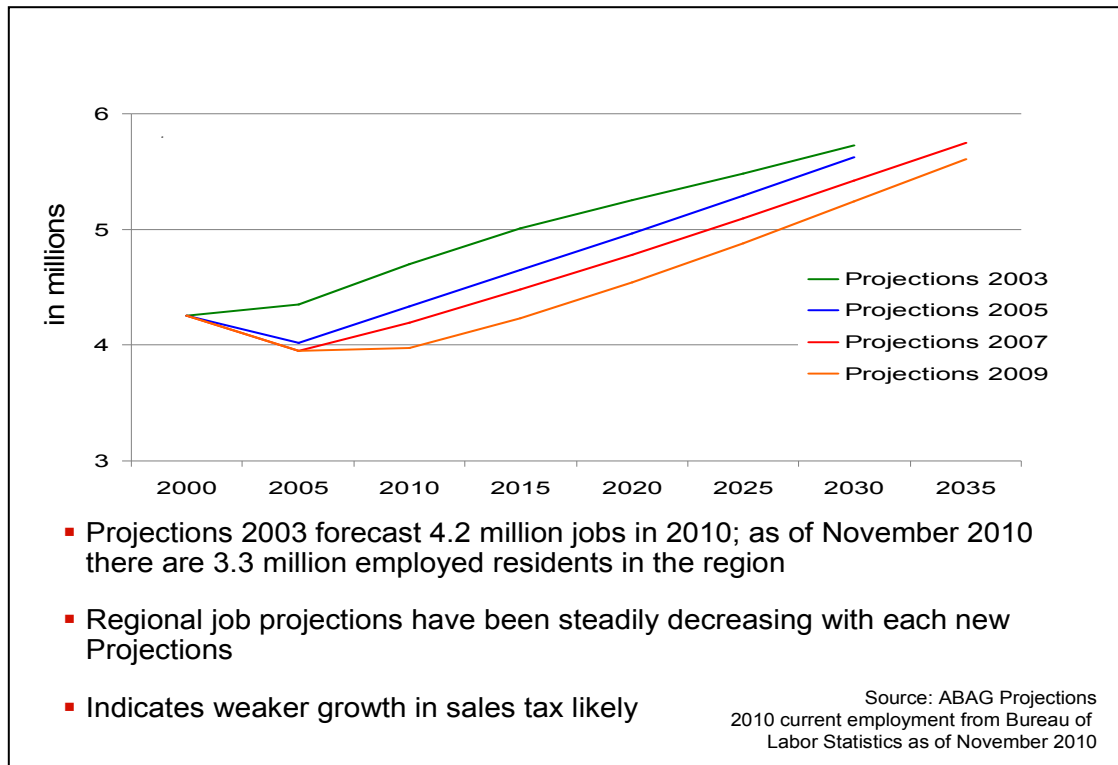 6
5
4
3
in millions
Projections 2003
Projections 2005
Projections 2007
Projections 2009
2000 2005 2010 2015 2020 2025 2030 2035
▪ Projections 2003 forecast 4.2 million jobs in 2010; as of November 2010
there are 3.3 million employed residents in the region
▪ Regional job projections have been steadily decreasing with each new
Projections
▪ Indicates weaker growth in sales tax likely
Source: ABAG Projections
2010 current employment from Bureau of
Labor Statistics as of November 2010